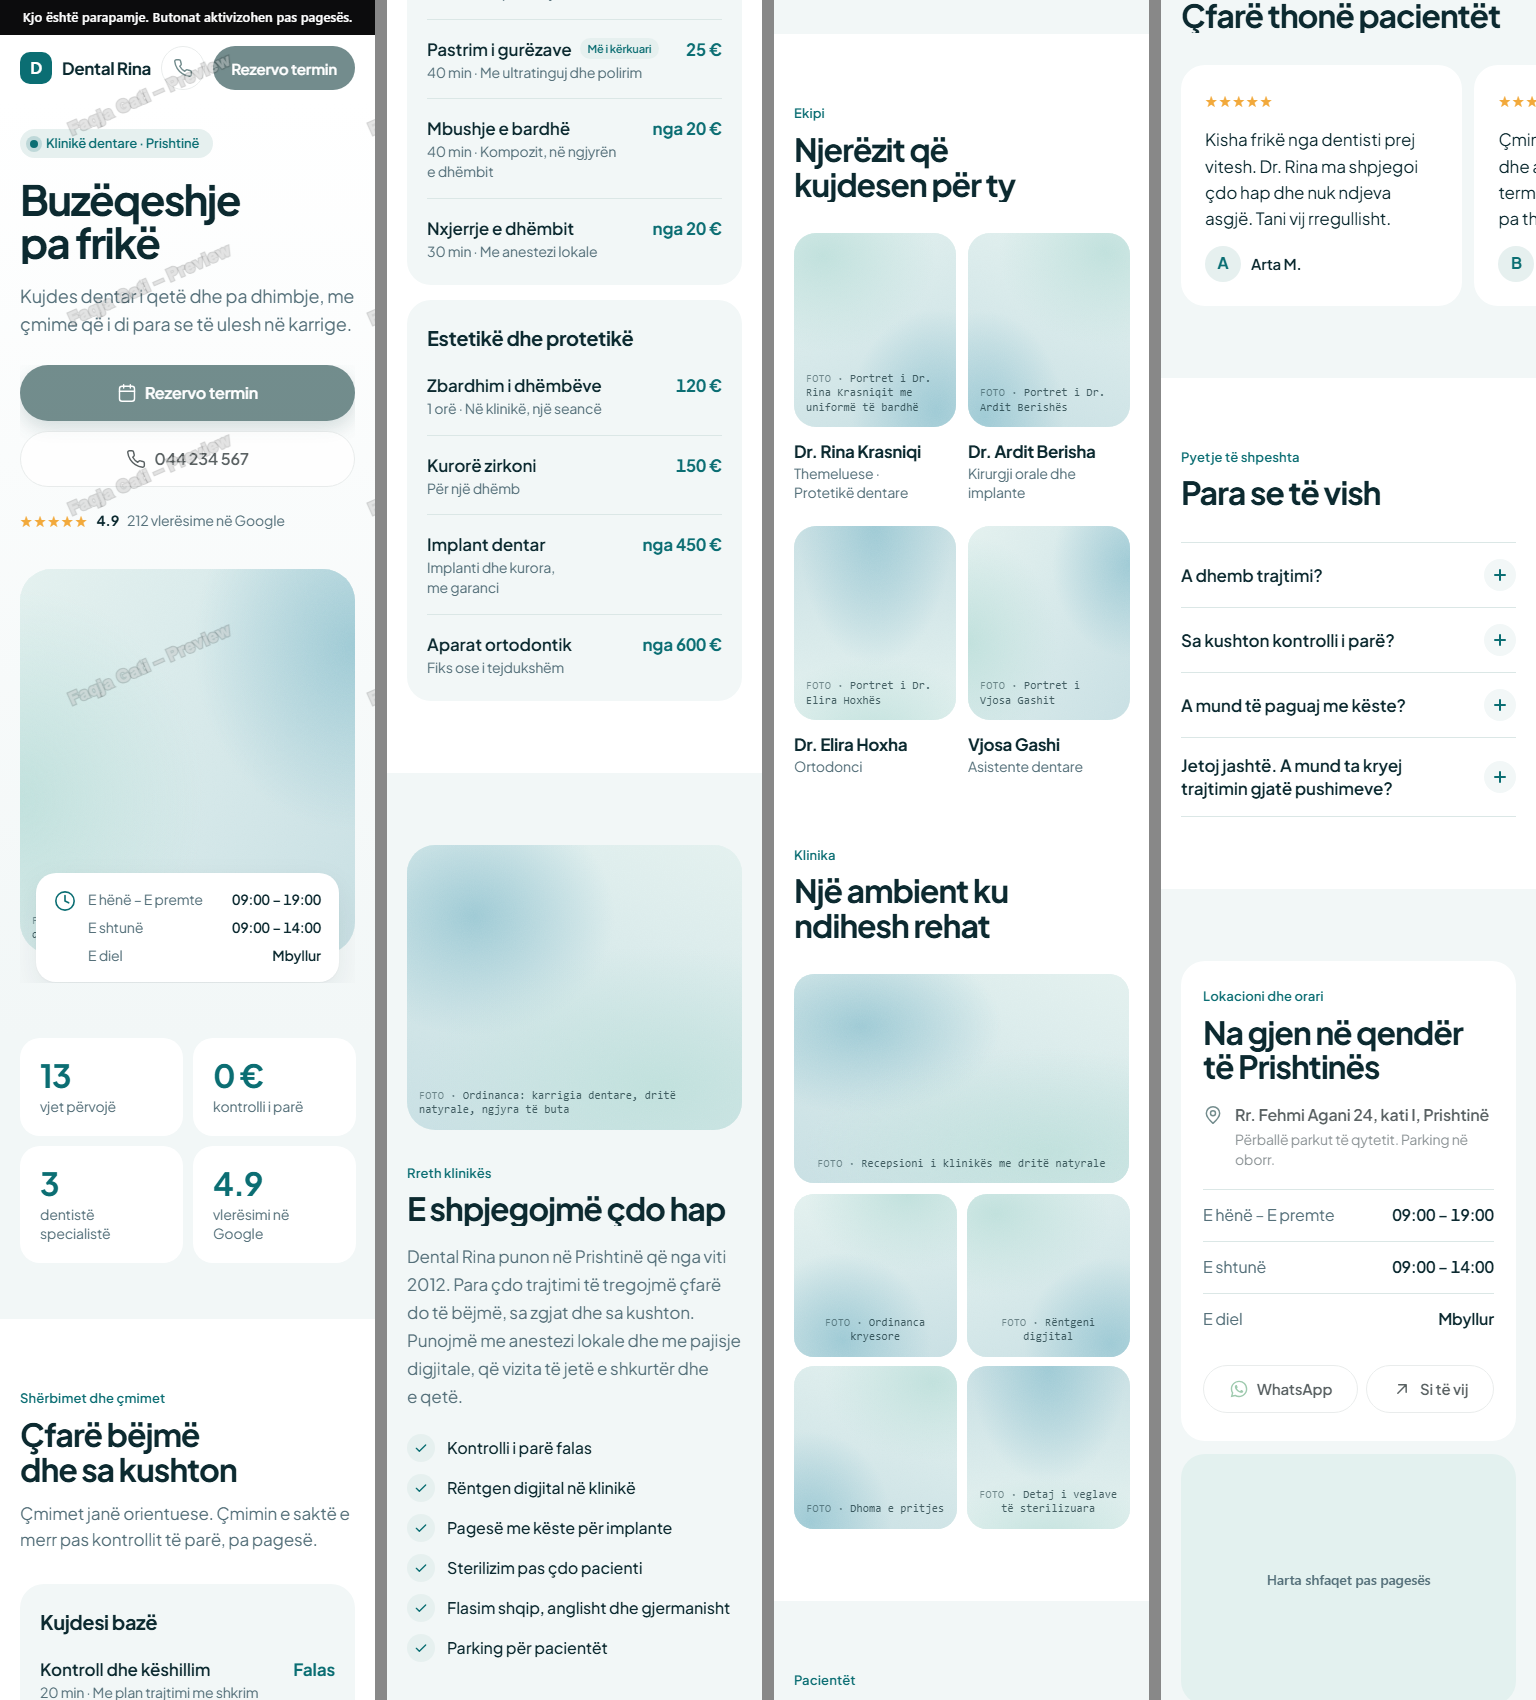 Kjo është parapamje. Butonat aktivizohen pas pagesës.
D Dental Rina
Rezervo termin
Faqja Gati – Preview
Klinikë dentare · Prishtinë
Buzëqeshje
pa frikë
Faqja Gati – Preview
Kujdes dentar i qetë dhe pa dhimbje, me
çmime që i di para se të ulesh në karrige.
Rezervo termin
044 234 567
Faqja Gati – Preview
4.9 212 vlerësime në Google
Faqja Gati – Preview
E hënë – E premte 09:00 – 19:00
E shtunë 09:00 – 14:00
E diel Mbyllur
13
vjet përvojë
0 €
kontrolli i parë
3
dentistë
specialistë
4.9
vlerësimi në
Google
Shërbimet dhe çmimet
Çfarë bëjmë
dhe sa kushton
Çmimet janë orientuese. Çmimin e saktë e
merr pas kontrollit të parë, pa pagesë.
Kujdesi bazë
Kontroll dhe këshillim Falas
20 min · Me plan trajtimi me shkrim
Pastrim i gurëzave Më i kërkuari 25 €
40 min · Me ultratinguj dhe polirim
Mbushje e bardhë nga 20 €
40 min · Kompozit, në ngjyrën
e dhëmbit
Nxjerrje e dhëmbit nga 20 €
30 min · Me anestezi lokale
Estetikë dhe protetikë
Zbardhim i dhëmbëve 120 €
1 orë · Në klinikë, një seancë
Kurorë zirkoni 150 €
Për një dhëmb
Implant dentar nga 450 €
Implanti dhe kurora,
me garanci
Aparat ortodontik nga 600 €
Fiks ose i tejdukshëm
FOTO · Ordinanca: karrigia dentare, dritë
natyrale, ngjyra të buta
Rreth klinikës
E shpjegojmë çdo hap
Dental Rina punon në Prishtinë që nga viti
2012. Para çdo trajtimi të tregojmë çfarë
do të bëjmë, sa zgjat dhe sa kushton.
Punojmë me anestezi lokale dhe me pajisje
digjitale, që vizita të jetë e shkurtër dhe
e qetë.
Kontrolli i parë falas
Rëntgen digjital në klinikë
Pagesë me këste për implante
Sterilizim pas çdo pacienti
Flasim shqip, anglisht dhe gjermanisht
Parking për pacientët
Ekipi
Njerëzit që
kujdesen për ty
FOTO · Portret i Dr.
Rina Krasniqit me
uniformë të bardhë
FOTO · Portret i Dr.
Ardit Berishës
Dr. Rina Krasniqi
Themeluese ·
Protetikë dentare
Dr. Ardit Berisha
Kirurgji orale dhe
implante
FOTO · Portret i Dr.
Elira Hoxhës
FOTO · Portret i
Vjosa Gashit
Dr. Elira Hoxha
Ortodonci
Vjosa Gashi
Asistente dentare
Klinika
Një ambient ku
ndihesh rehat
FOTO · Recepsioni i klinikës me dritë natyrale
FOTO · Ordinanca
kryesore
FOTO · Rëntgeni
digjital
FOTO · Dhoma e pritjes
FOTO · Detaj i veglave
të sterilizuara
Pacientët
Çfarë thonë pacientët
Kisha frikë nga dentisti prej
vitesh. Dr. Rina ma shpjegoi
çdo hap dhe nuk ndjeva
asgjë. Tani vij rregullisht.
A Arta M.
B
Pyetje të shpeshta
Para se të vish
A dhemb trajtimi?
Sa kushton kontrolli i parë?
A mund të paguaj me këste?
Jetoj jashtë. A mund ta kryej
trajtimin gjatë pushimeve?
Lokacioni dhe orari
Na gjen në qendër
të Prishtinës
Rr. Fehmi Agani 24, kati I, Prishtinë
Përballë parkut të qytetit. Parking në
oborr.
E hënë – E premte 09:00 – 19:00
E shtunë 09:00 – 14:00
E diel Mbyllur
WhatsApp
Si të vij
Harta shfaqet pas pagesës